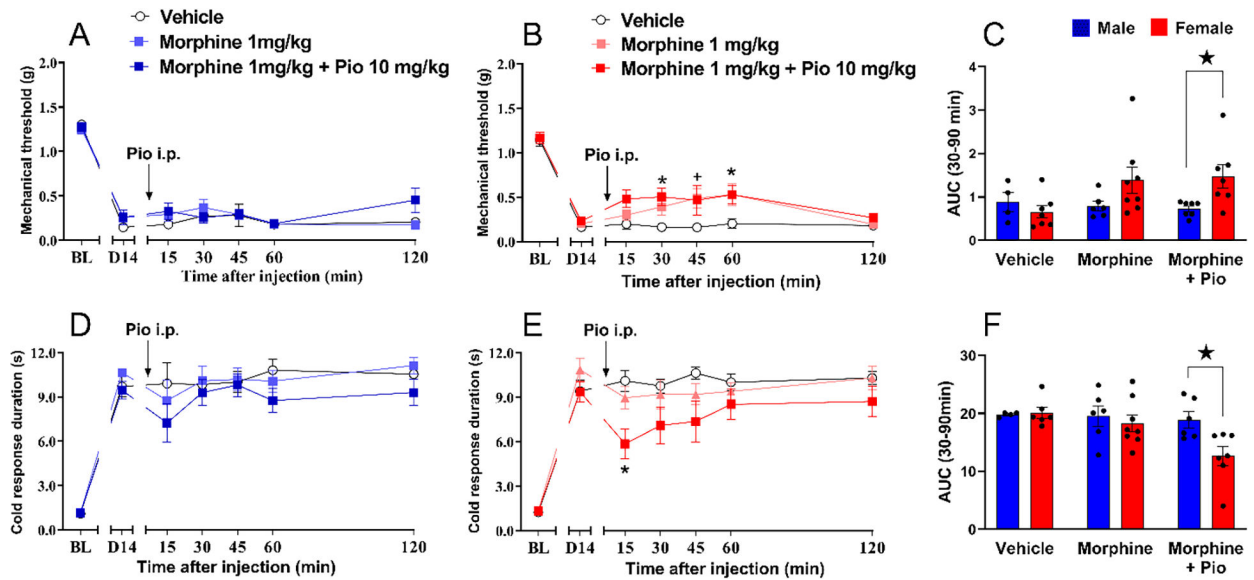 A
Vehicle
Morphine 1mg/kg
Morphine 1mg/kg + Pio 10 mg/kg
Mechanical threshold (g)
2.0
1.5
1.0
0.5
0.0
Pio i.p.
BL D14 15 30 45 60 120
Time after injection (min)
B
Vehicle
Morphine 1 mg/kg
Morphine 1 mg/kg + Pio 10 mg/kg
Mechanical threshold (g)
2.0
1.5
1.0
0.5
0.0
Pio i.p.
* + *
BL D14 15 30 45 60 120
Time after injection (min)
C
Male Female
AUC (30-90 min)
4
3
2
1
0
★
Vehicle Morphine Morphine
+ Pio
D
Cold response duration (s)
12.0
9.0
6.0
3.0
0.0
Pio i.p.
BL D14 15 30 45 60 120
Time after injection (min)
E
Cold response duration (s)
12.0
9.0
6.0
3.0
0.0
Pio i.p.
*
BL D14 15 30 45 60 120
Time after injection (min)
F
AUC (30-90min)
30
20
10
0
★
Vehicle Morphine Morphine
+ Pio